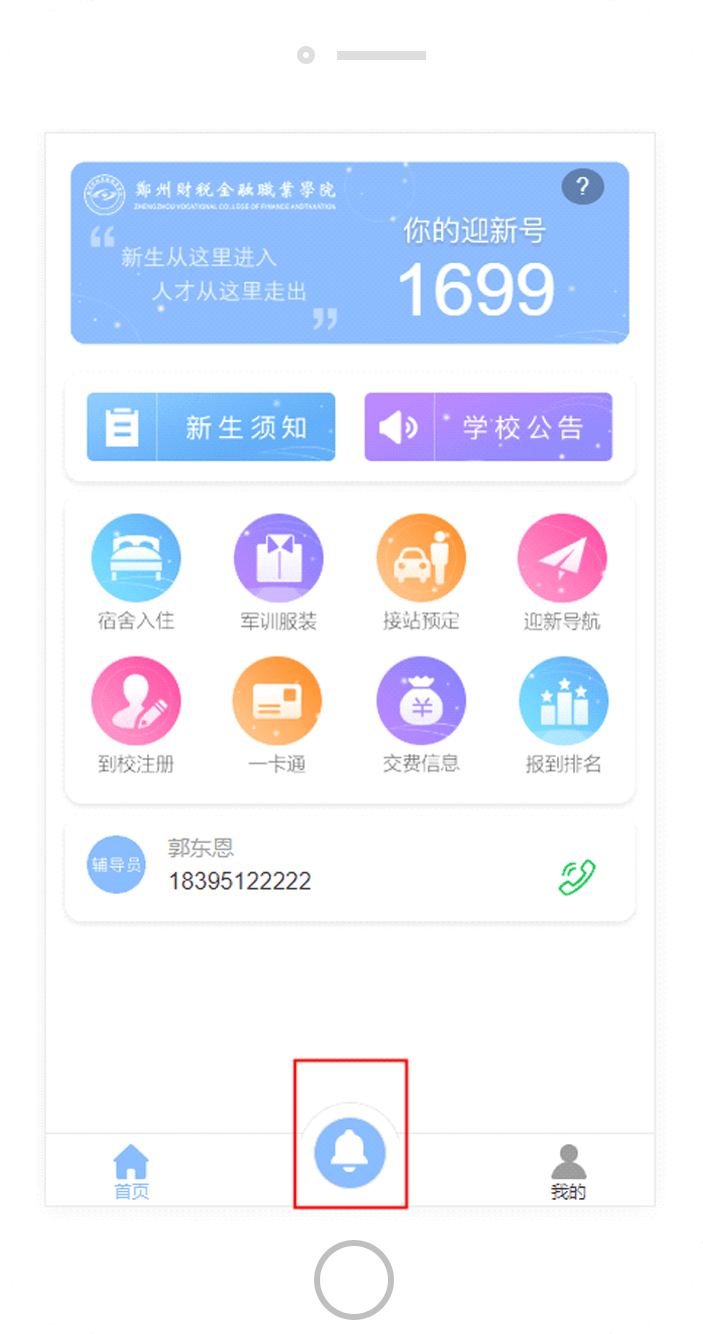 鄭州财税金融職業學院
ZHENGZHOU VOCATIONAL COLLEGE OF FINANCE AND TAXATION
?
你的迎新号
1699
“
新生从这里进入
人才从这里走出
”
新生须知
学校公告
宿舍入住
军训服装
接站预定
迎新导航
到校注册
一卡通
¥
交费信息
报到排名
辅导员
郭东恩
18395122222
首页
我的